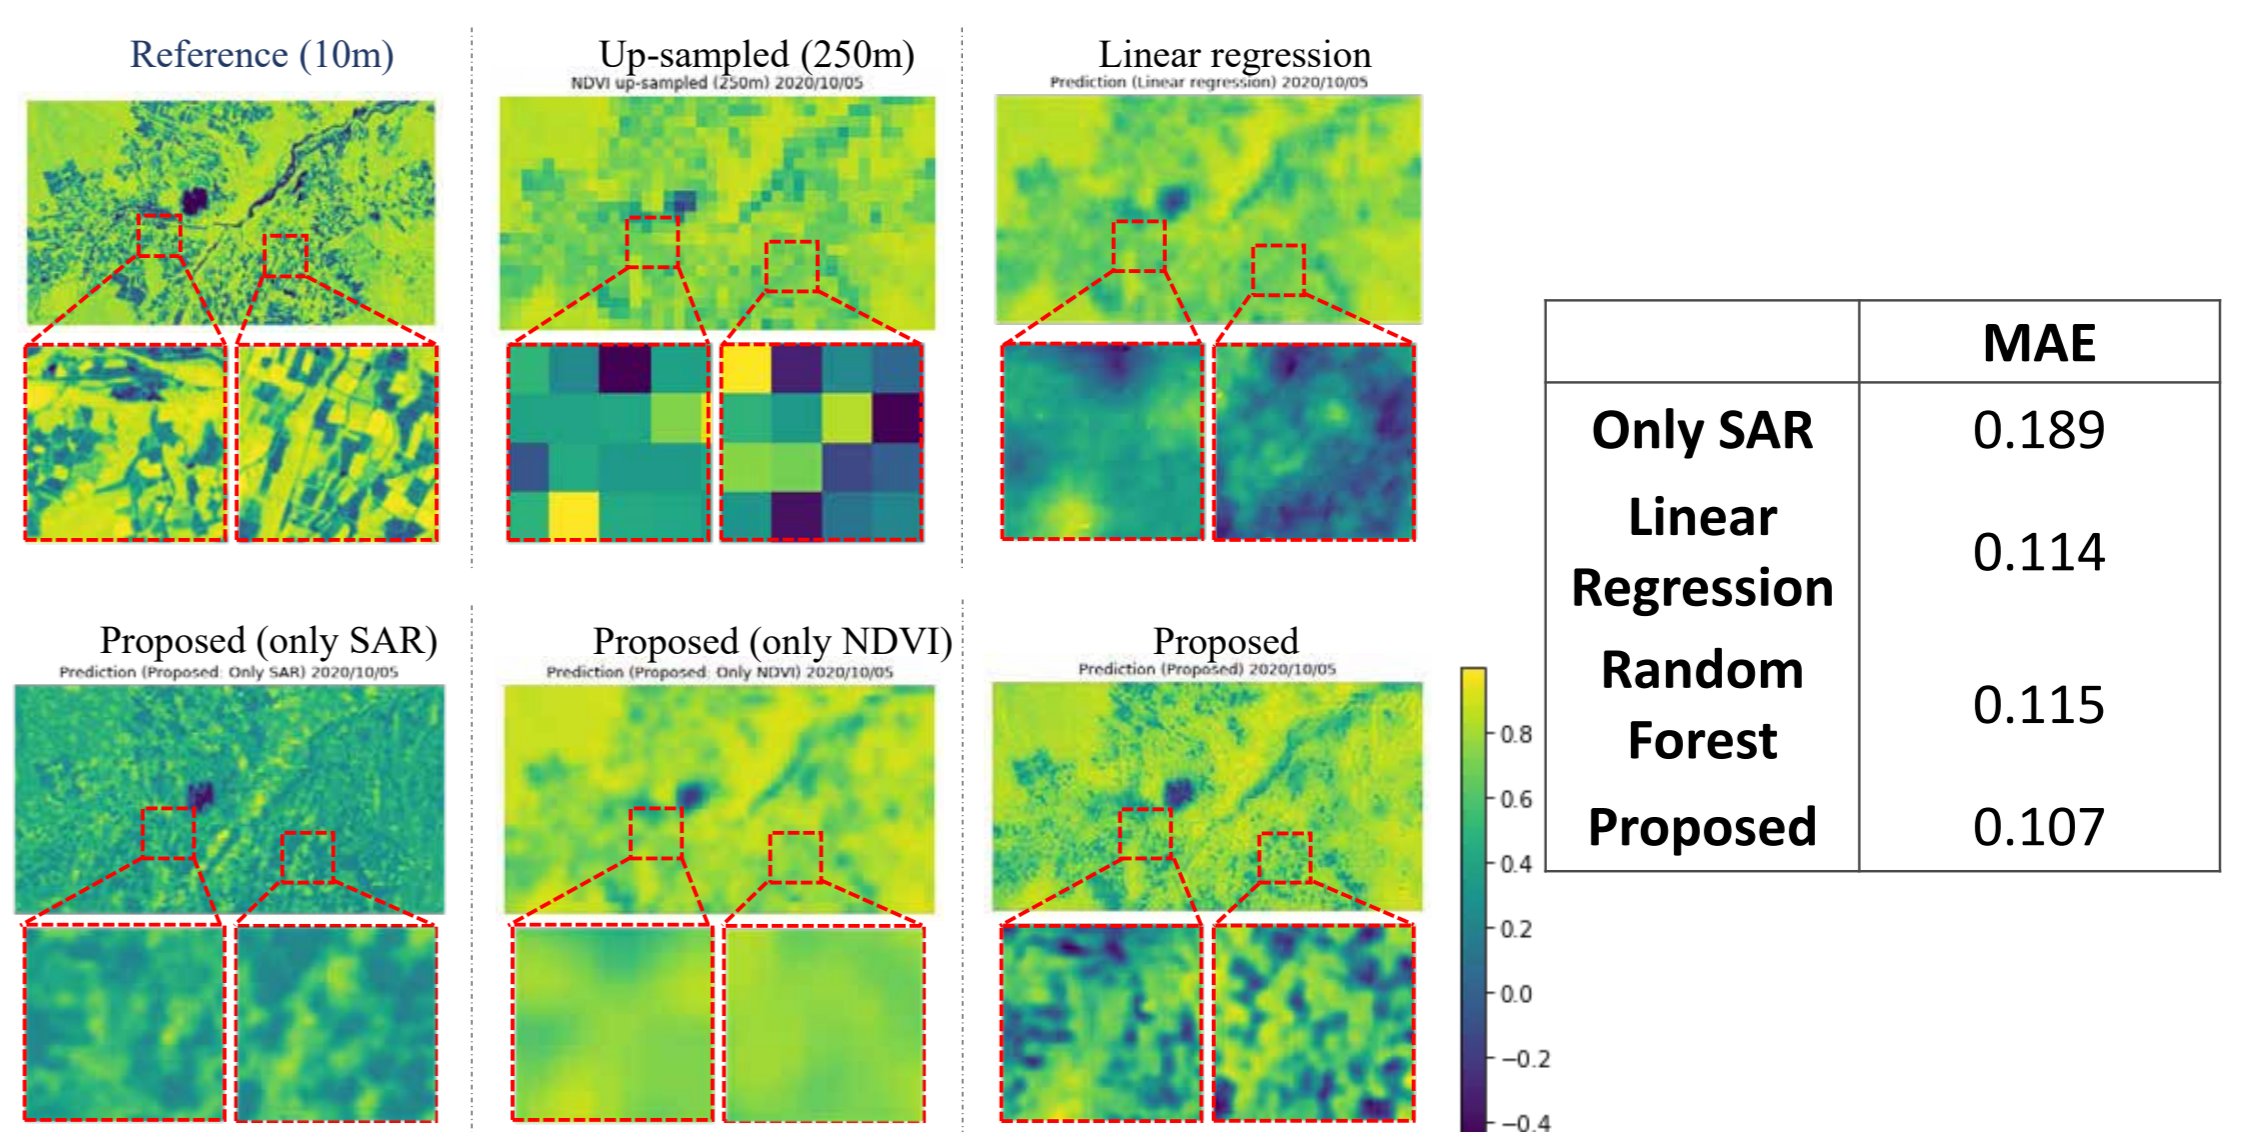 Reference (10m)
Up-sampled (250m)
NDVI up-sampled (250m) 2020/10/05
Linear regression
Prediction (Linear regression) 2020/10/05
Proposed (only SAR)
Prediction (Proposed: Only SAR) 2020/10/05
Proposed (only NDVI)
Prediction (Proposed: Only NDVI) 2020/10/05
Proposed
Prediction (Proposed) 2020/10/05
0.8
0.6
0.4
0.2
0.0
−0.2
−0.4
MAE
Only SAR 0.189
Linear
Regression 0.114
Random
Forest 0.115
Proposed 0.107